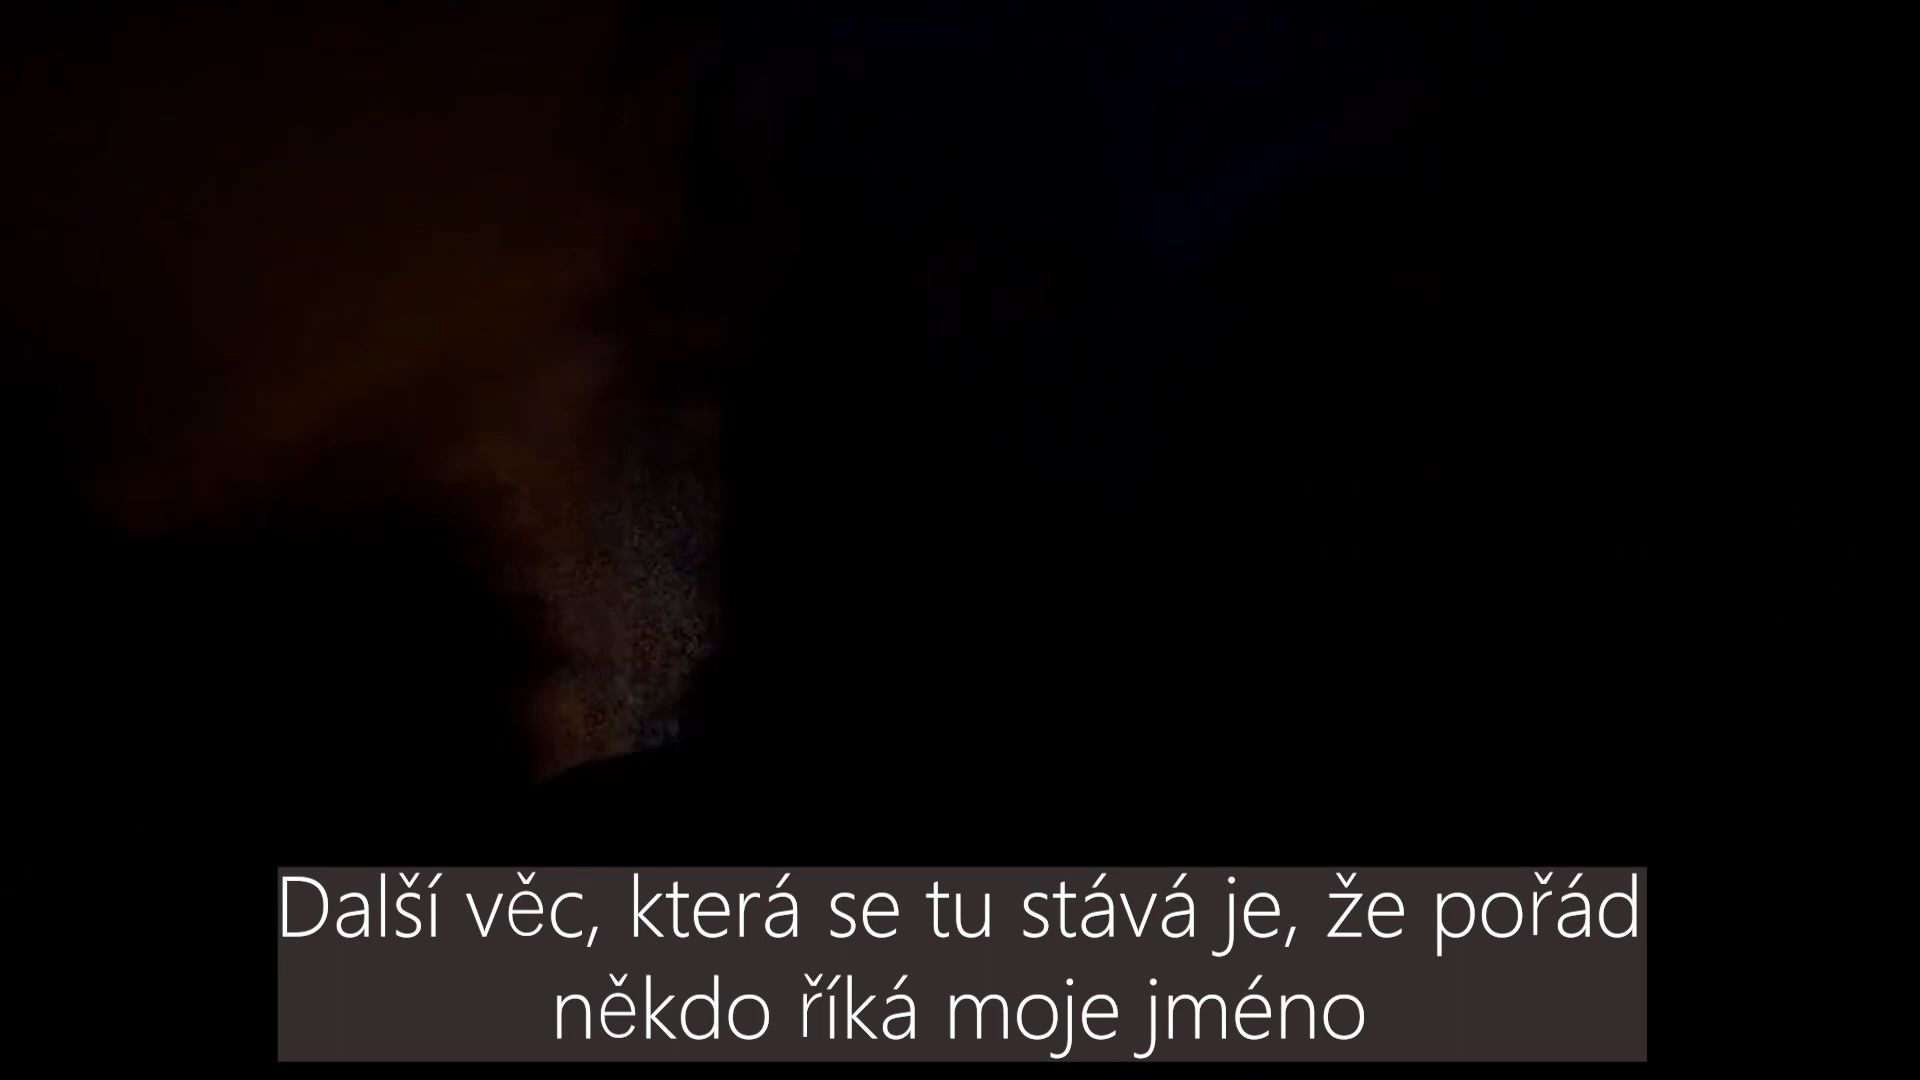 Další věc, která se tu stává je, že pořád
někdo říká moje jméno